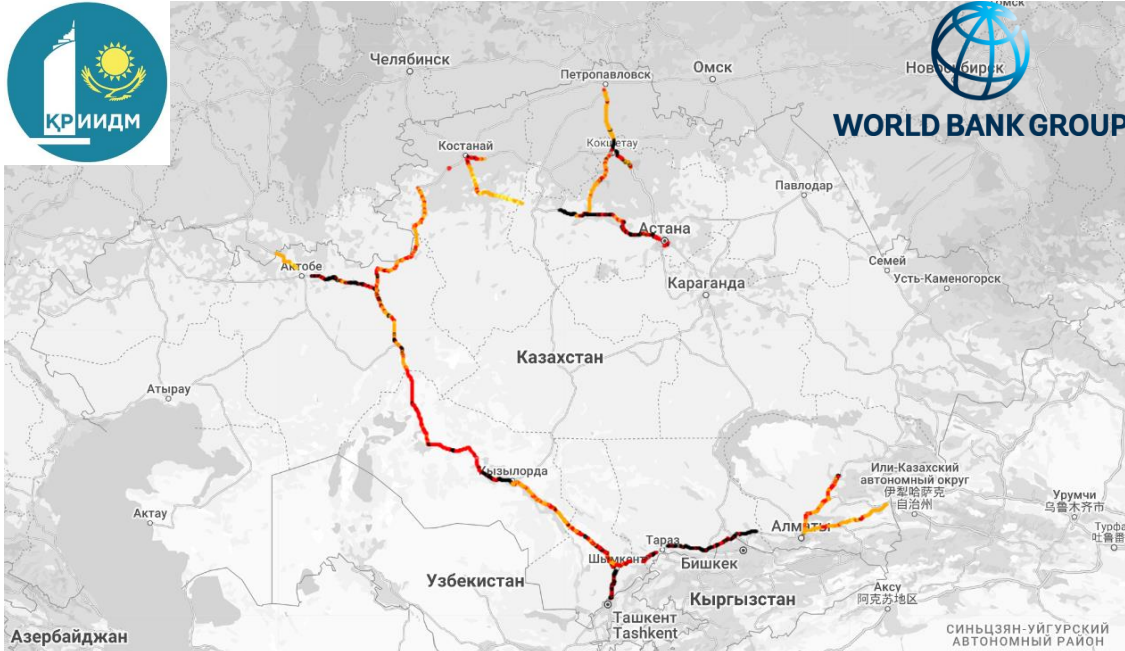 ҚРИИДМ
WORLD BANK GROUP
Челябинск
Петропавловск
Омск
Новосибирск
Костанай
Кокшетау
Павлодар
Астана
Актобе
Семей
Усть-Каменогорск
Караганда
Казахстан
Атырау
Кызылорда
Или-Казахский
автономный округ
伊犁哈萨克
自治州
Урумчи
乌鲁木齐市
Актау
Алматы
Тараз
Шымкент
Бишкек
Турфа
吐鲁番
Узбекистан
Кыргызстан
Аксу
阿克苏地区
Ташкент
Tashkent
Азербайджан
СИНЬЦЗЯН-УЙГУРСКИЙ
АВТОНОМНЫЙ РАЙОН